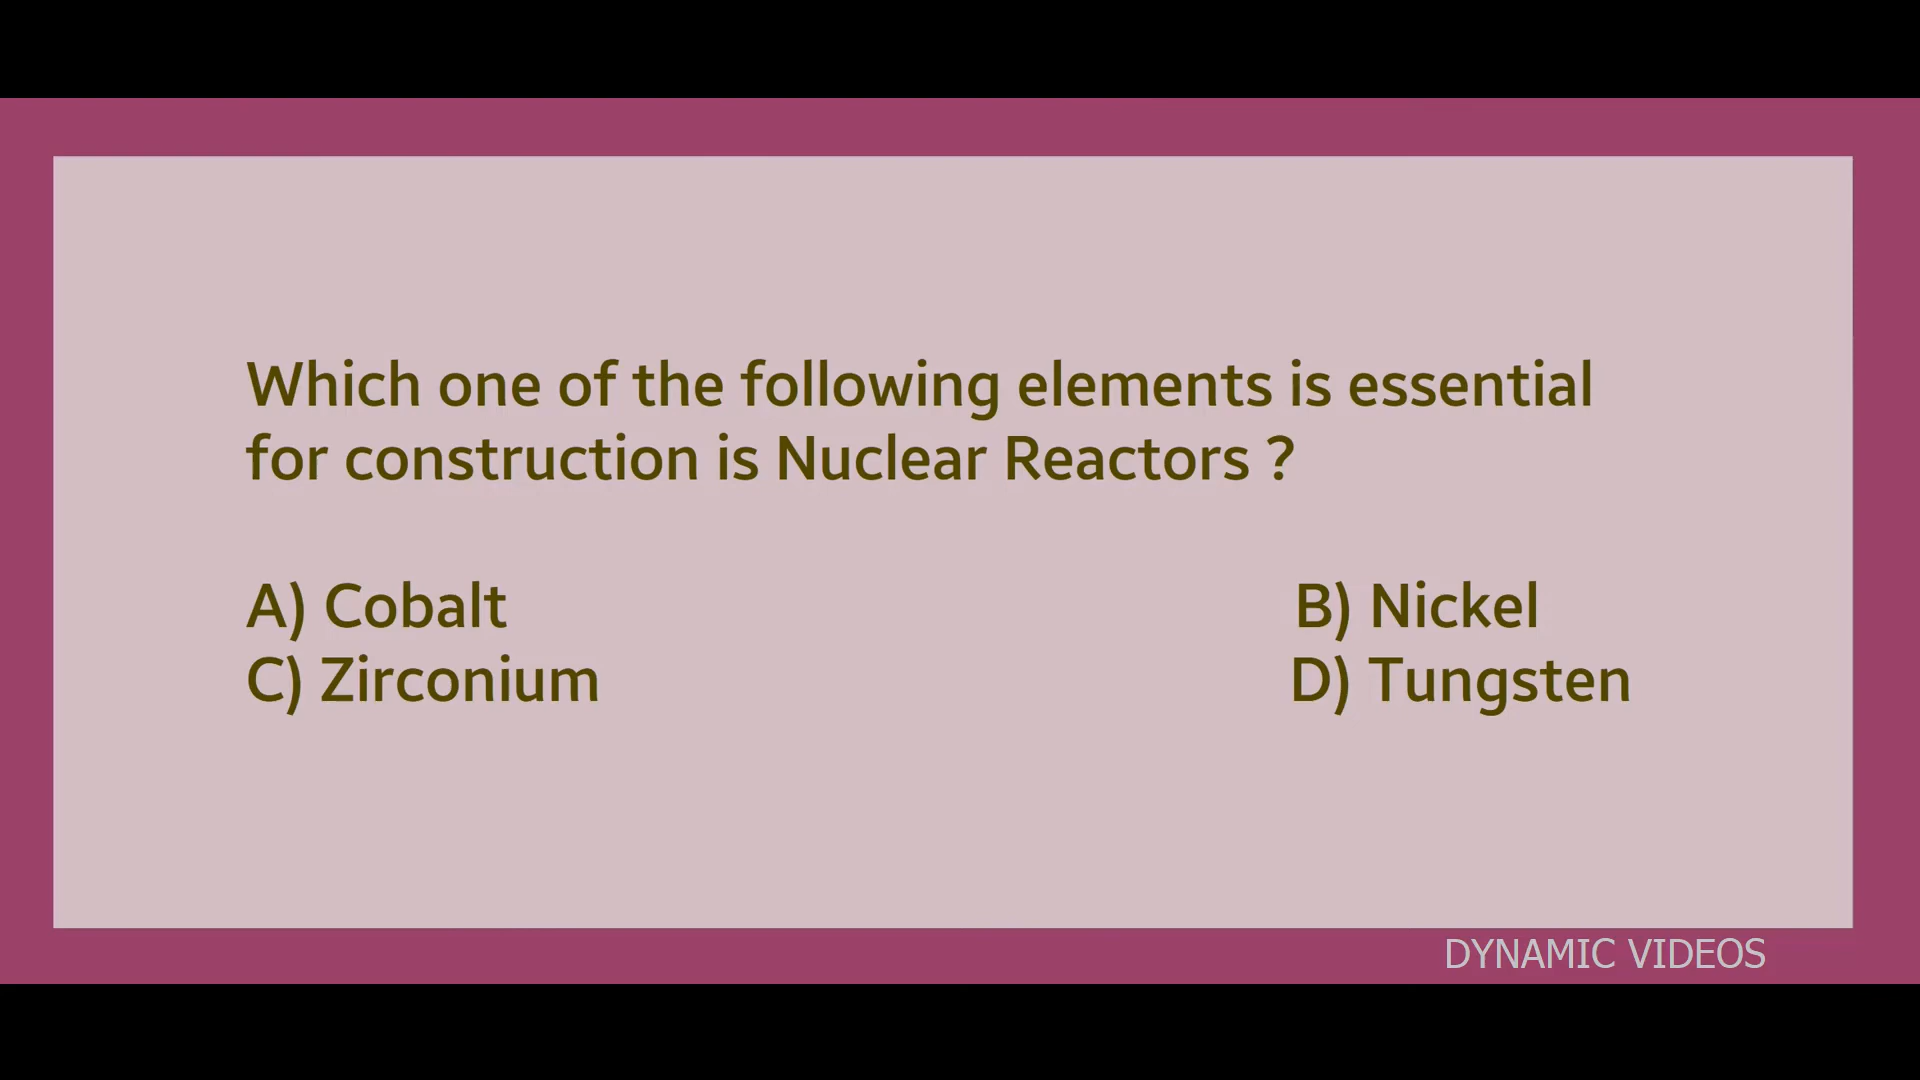 Which one of the following elements is essential
for construction is Nuclear Reactors ?
A) Cobalt B) Nickel
C) Zirconium D) Tungsten
DYNAMIC VIDEOS